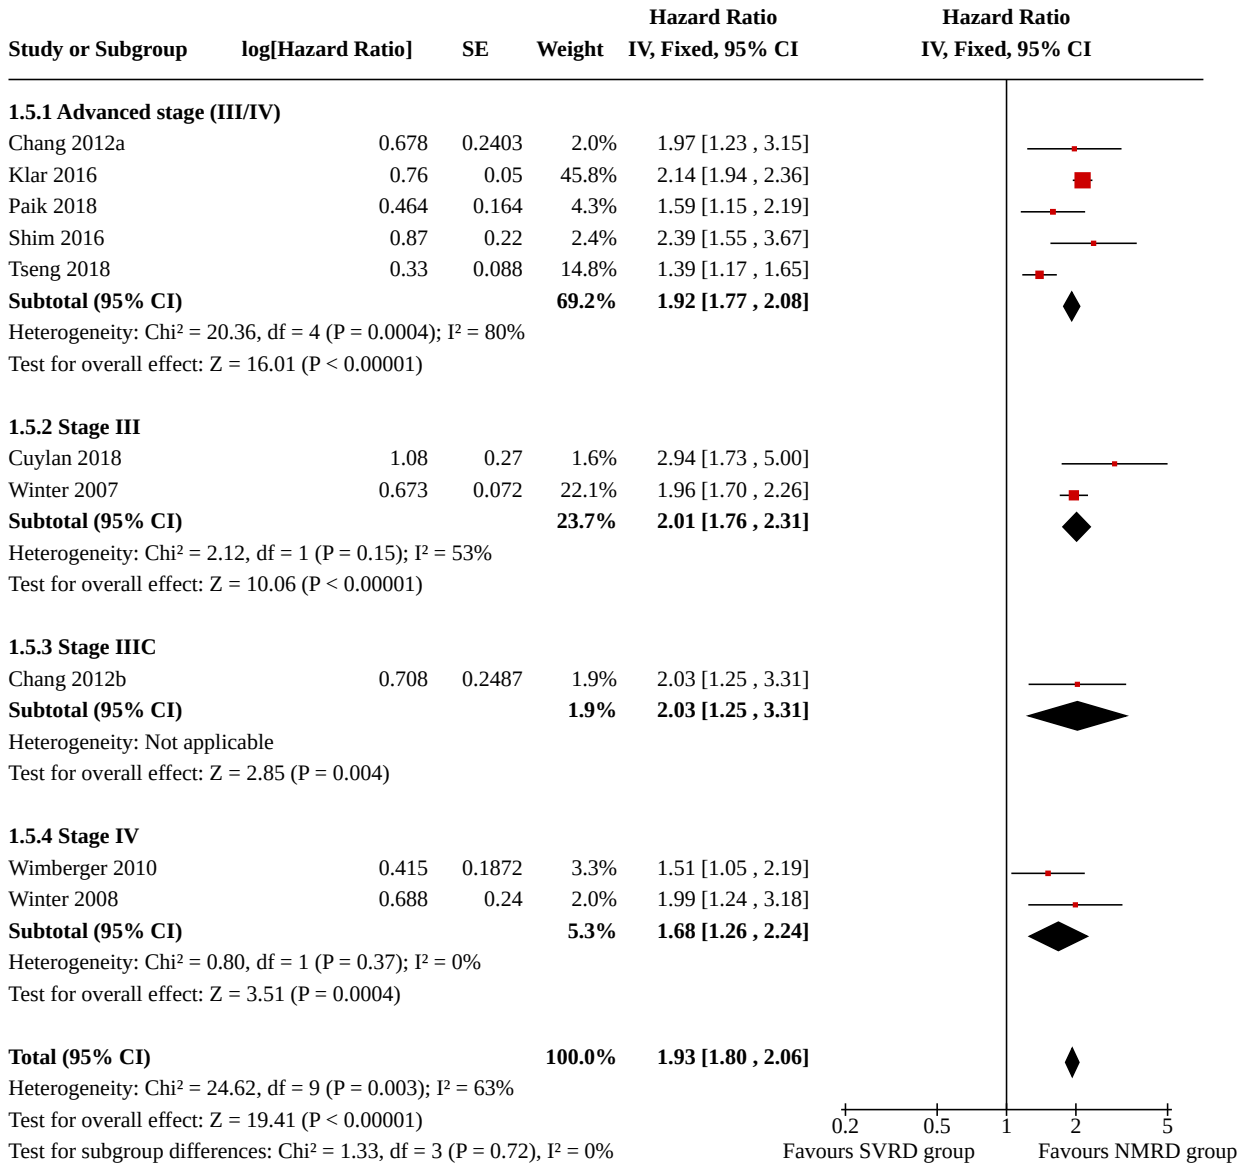 Hazard Ratio Hazard Ratio
Study or Subgroup log[Hazard Ratio] SE Weight IV, Fixed, 95% CI IV, Fixed, 95% CI
1.5.1 Advanced stage (III/IV)
Chang 2012a 0.678 0.2403 2.0% 1.97 [1.23 , 3.15]
Klar 2016 0.76 0.05 45.8% 2.14 [1.94 , 2.36]
Paik 2018 0.464 0.164 4.3% 1.59 [1.15 , 2.19]
Shim 2016 0.87 0.22 2.4% 2.39 [1.55 , 3.67]
Tseng 2018 0.33 0.088 14.8% 1.39 [1.17 , 1.65]
Subtotal (95% CI) 69.2% 1.92 [1.77 , 2.08]
Heterogeneity: Chi² = 20.36, df = 4 (P = 0.0004); I² = 80%
Test for overall effect: Z = 16.01 (P < 0.00001)
1.5.2 Stage III
Cuylan 2018 1.08 0.27 1.6% 2.94 [1.73 , 5.00]
Winter 2007 0.673 0.072 22.1% 1.96 [1.70 , 2.26]
Subtotal (95% CI) 23.7% 2.01 [1.76 , 2.31]
Heterogeneity: Chi² = 2.12, df = 1 (P = 0.15); I² = 53%
Test for overall effect: Z = 10.06 (P < 0.00001)
1.5.3 Stage IIIC
Chang 2012b 0.708 0.2487 1.9% 2.03 [1.25 , 3.31]
Subtotal (95% CI) 1.9% 2.03 [1.25 , 3.31]
Heterogeneity: Not applicable
Test for overall effect: Z = 2.85 (P = 0.004)
1.5.4 Stage IV
Wimberger 2010 0.415 0.1872 3.3% 1.51 [1.05 , 2.19]
Winter 2008 0.688 0.24 2.0% 1.99 [1.24 , 3.18]
Subtotal (95% CI) 5.3% 1.68 [1.26 , 2.24]
Heterogeneity: Chi² = 0.80, df = 1 (P = 0.37); I² = 0%
Test for overall effect: Z = 3.51 (P = 0.0004)
Total (95% CI) 100.0% 1.93 [1.80 , 2.06]
Heterogeneity: Chi² = 24.62, df = 9 (P = 0.003); I² = 63%
Test for overall effect: Z = 19.41 (P < 0.00001) 0.2 0.5 1 2 5
Test for subgroup differences: Chi² = 1.33, df = 3 (P = 0.72), I² = 0% Favours SVRD group Favours NMRD group